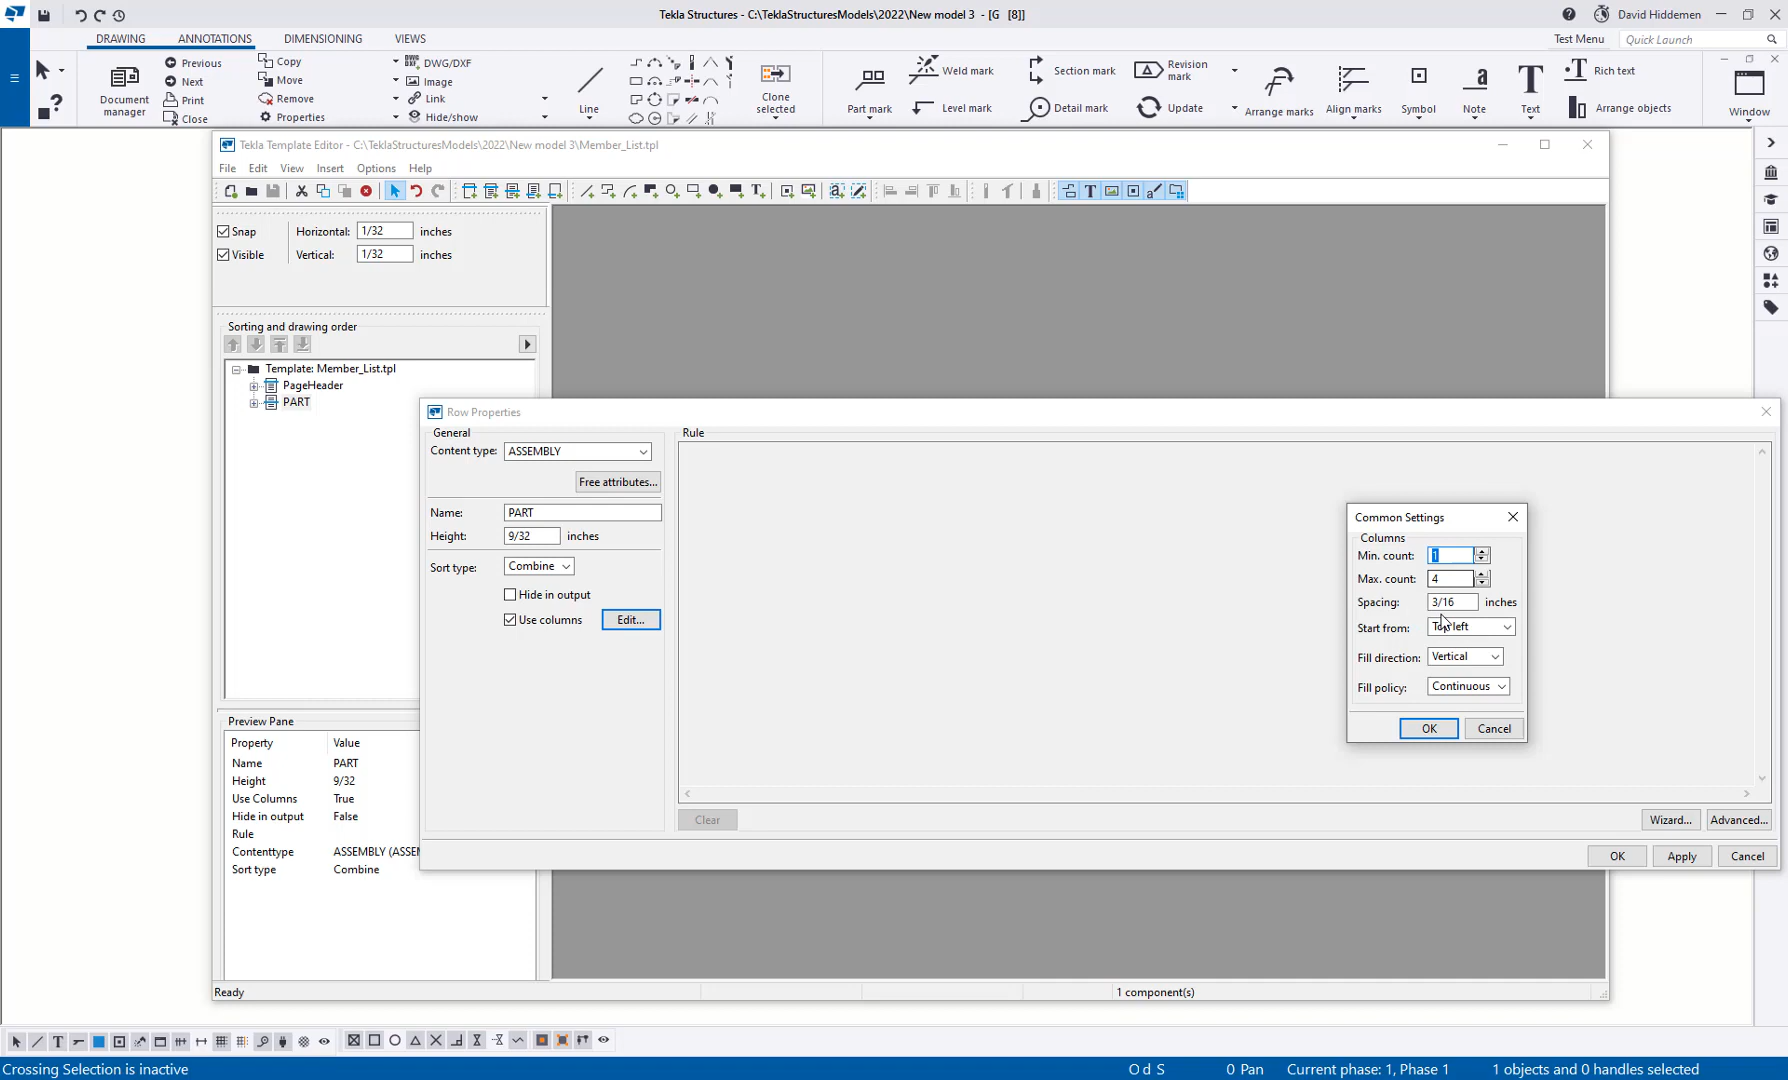 Tekla Structures - C:\TeklaStructuresModels\2022\New model 3 - [G [8]]
David Hiddemen
DRAWING ANNOTATIONS DIMENSIONING VIEWS
Test Menu Quick Launch
Document manager
Previous
Next
Print
Close
Copy
Move
Remove
Properties
DWG/DXF
Image
Link
Hide/show
Line
Clone selected
Part mark
Weld mark
Level mark
Section mark
Detail mark
Revision mark
Update
Arrange marks
Align marks
Symbol
Note
Text
Rich text
Arrange objects
Window
Tekla Template Editor - C:\TeklaStructuresModels\2022\New model 3\Member_List.tpl
File Edit View Insert Options Help
Snap Horizontal: 1/32 inches
Visible Vertical: 1/32 inches
Sorting and drawing order
Template: Member_List.tpl
PageHeader
PART
Preview Pane
Property Value
Name PART
Height 9/32
Use Columns True
Hide in output False
Rule
Contenttype ASSEMBLY (ASSEM
Sort type Combine
Ready 1 component(s)
Row Properties
General
Content type: ASSEMBLY
Free attributes...
Name: PART
Height: 9/32 inches
Sort type: Combine
Hide in output
Use columns Edit...
Rule
Clear Wizard... Advanced...
OK Apply Cancel
Common Settings
Columns
Min. count: 1
Max. count: 4
Spacing: 3/16 inches
Start from: Top left
Fill direction: Vertical
Fill policy: Continuous
OK Cancel
Crossing Selection is inactive O d S 0 Pan Current phase: 1, Phase 1 1 objects and 0 handles selected